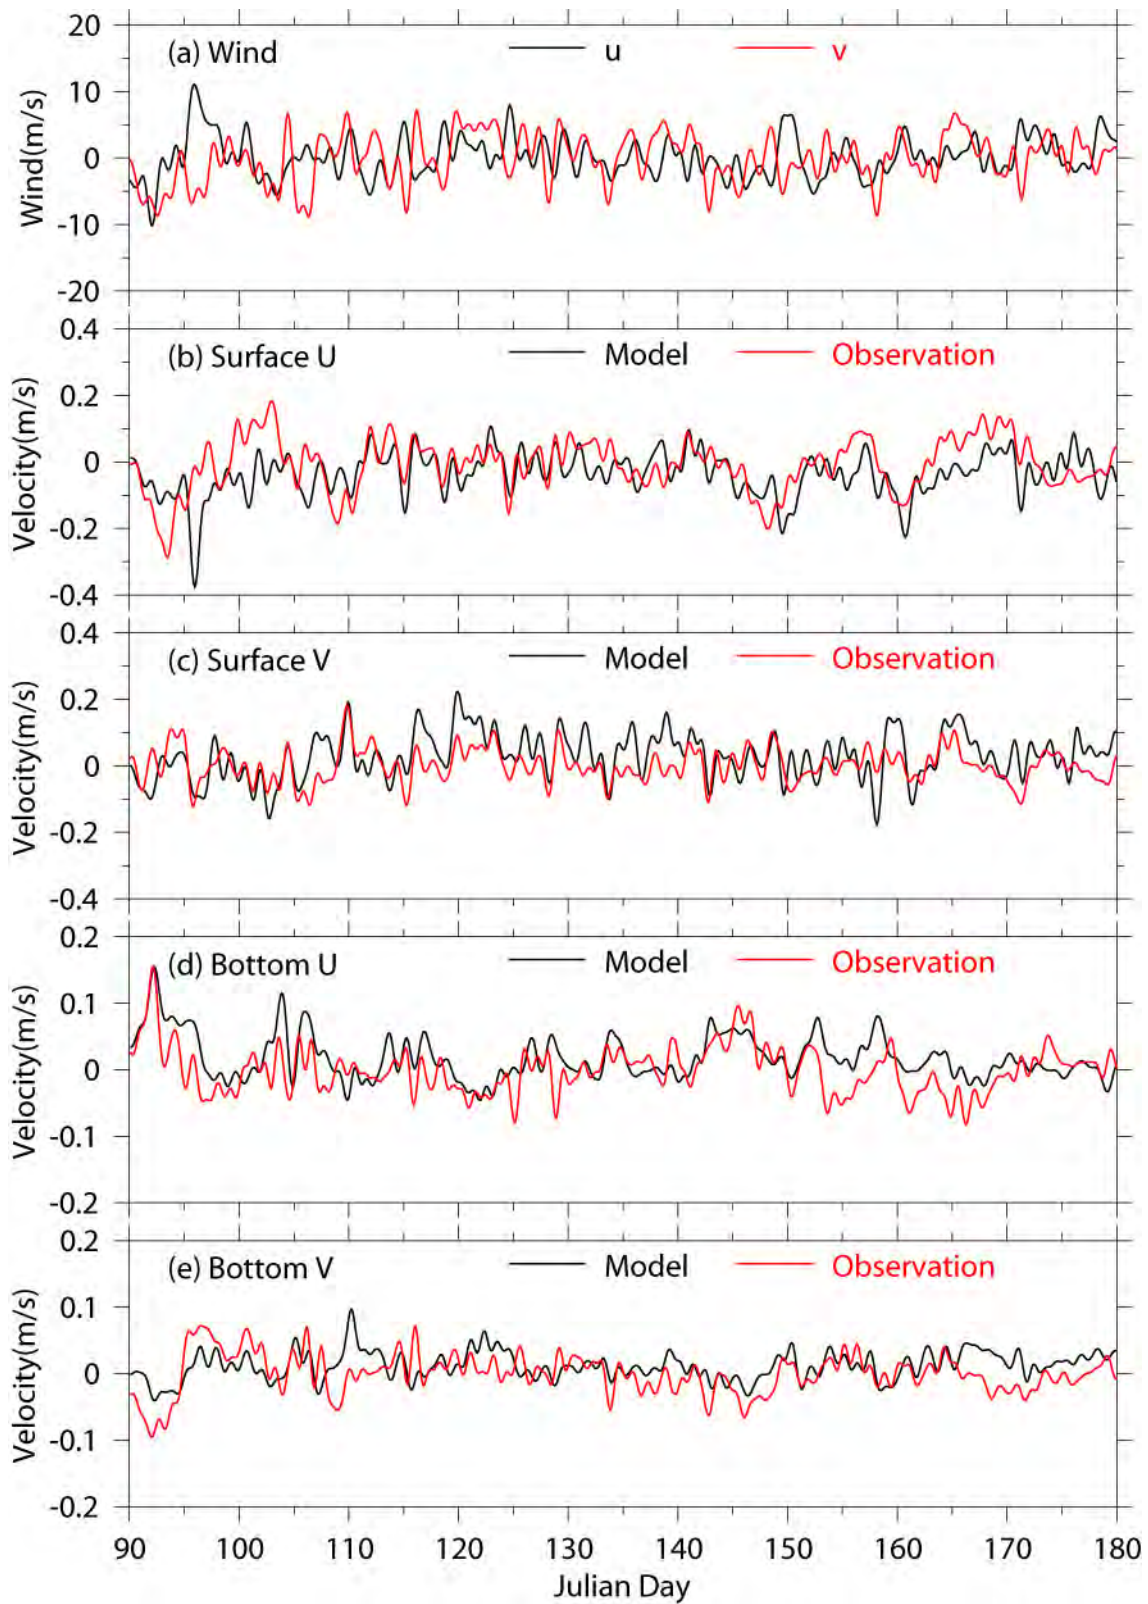 (a) Wind u v
Wind(m/s)
20
10
0
-10
-20
(b) Surface U Model Observation
Velocity(m/s)
0.4
0.2
0
-0.2
-0.4
(c) Surface V Model Observation
Velocity(m/s)
0.4
0.2
0
-0.2
-0.4
(d) Bottom U Model Observation
Velocity(m/s)
0.2
0.1
0
-0.1
-0.2
(e) Bottom V Model Observation
Velocity(m/s)
0.2
0.1
0
-0.1
-0.2
90 100 110 120 130 140 150 160 170 180
Julian Day